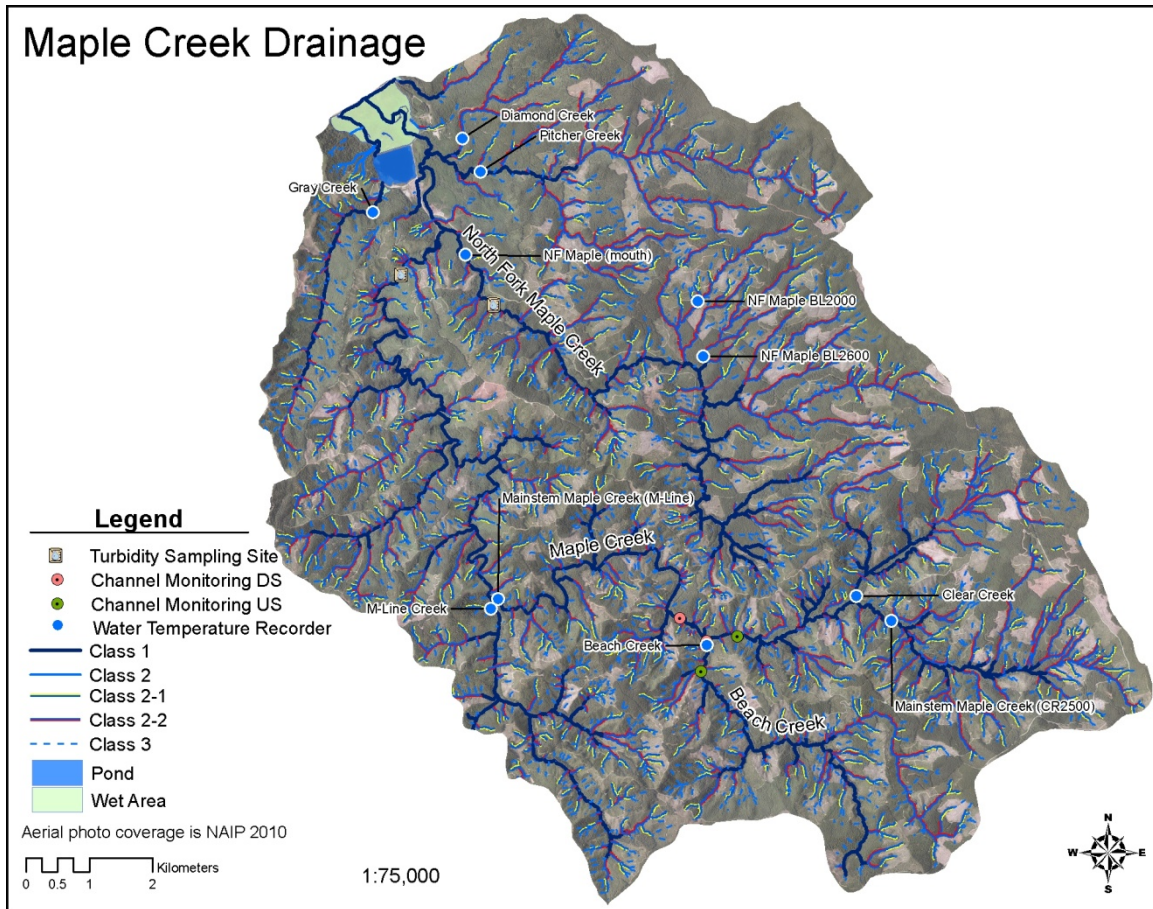 Maple Creek Drainage
Diamond Creek
Pitcher Creek
Gray Creek
North Fork Maple Creek
NF Maple (mouth)
NF Maple BL2000
NF Maple BL2600
Mainstem Maple Creek (M-Line)
Maple Creek
M-Line Creek
Clear Creek
Beach Creek
Beach Creek
Mainstem Maple Creek (CR2500)
Legend
Turbidity Sampling Site
Channel Monitoring DS
Channel Monitoring US
Water Temperature Recorder
Class 1
Class 2
Class 2-1
Class 2-2
Class 3
Pond
Wet Area
Aerial photo coverage is NAIP 2010
Kilometers
0 0.5 1 2
1:75,000
N
W E
S